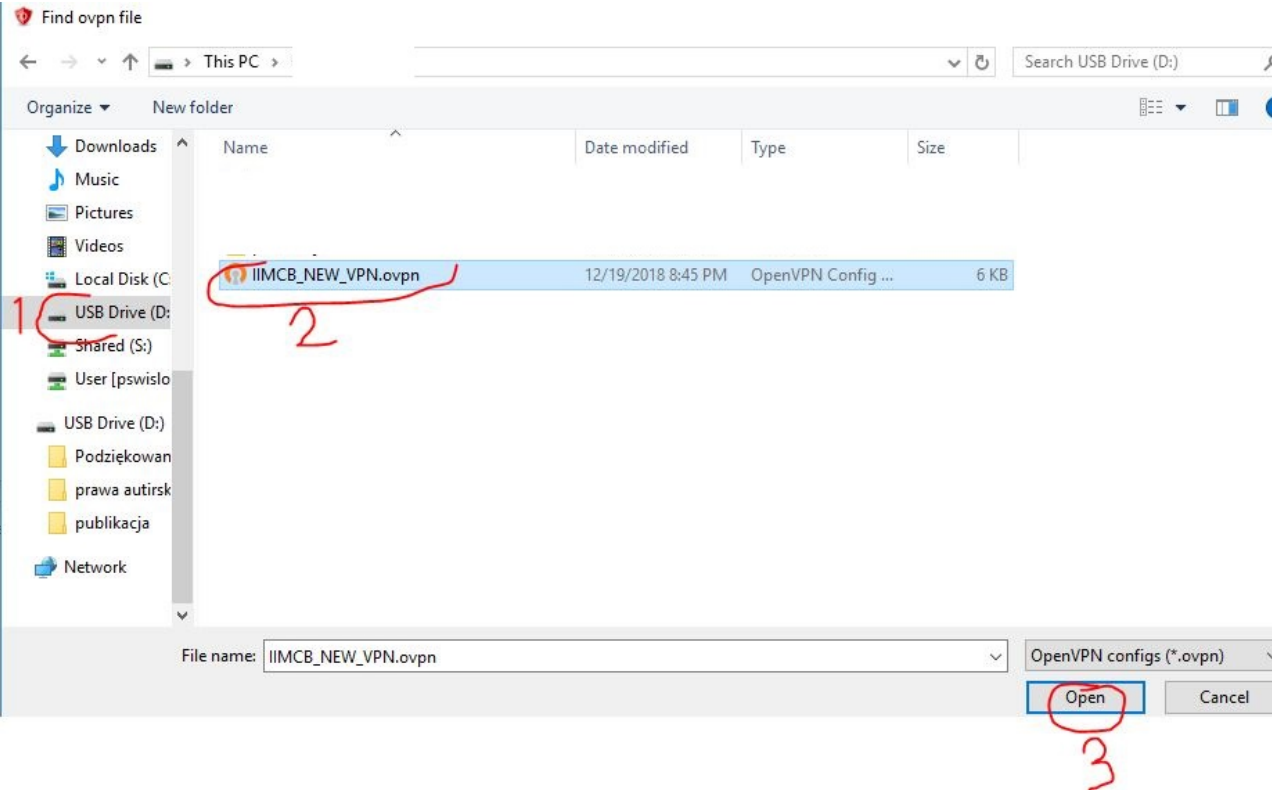 Find ovpn file
This PC
Search USB Drive (D:)
Organize
New folder
Name
Date modified
Type
Size
Downloads
Music
Pictures
Videos
Local Disk (C:
USB Drive (D:
Shared (S:)
User [pswislo
USB Drive (D:)
Podziękowan
prawa autirsk
publikacja
Network
IIMCB_NEW_VPN.ovpn 12/19/2018 8:45 PM OpenVPN Config ... 6 KB
1
2
File name: IIMCB_NEW_VPN.ovpn
OpenVPN configs (*.ovpn)
Open
Cancel
3